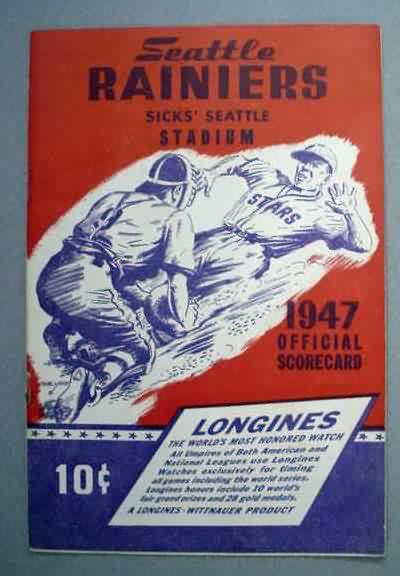 Seattle
RAINIERS
SICKS' SEATTLE
STADIUM
STARS
1947
OFFICIAL
SCORECARD
LONGINES
THE WORLD'S MOST HONORED WATCH
All Umpires of Both American and
National Leagues use Longines
Watches exclusively for timing
all games including the world series.
Longines honors include 10 world's
fair grand prizes and 28 gold medals.
A LONGINES-WITTNAUER PRODUCT
10¢